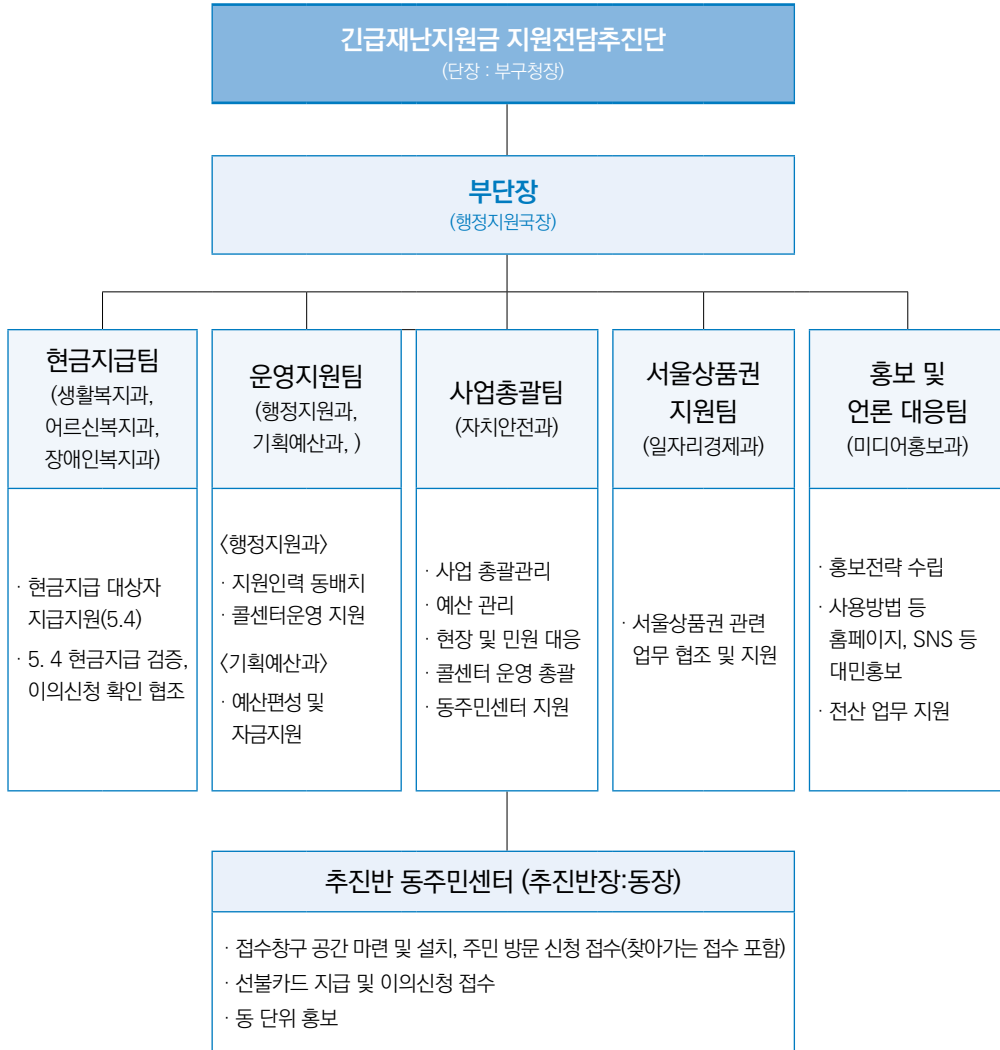 긴급재난지원금 지원전담추진단
(단장 : 부구청장)
부단장
(행정지원국장)
현금지급팀
(생활복지과,
어르신복지과,
장애인복지과)
· 현금지급 대상자
지급지원(5.4)
· 5. 4 현금지급 검증,
이의신청 확인 협조
운영지원팀
(행정지원과,
기획예산과, )
〈행정지원과〉
· 지원인력 동배치
· 콜센터운영 지원
〈기획예산과〉
· 예산편성 및
자금지원
사업총괄팀
(자치안전과)
· 사업 총괄관리
· 예산 관리
· 현장 및 민원 대응
· 콜센터 운영 총괄
· 동주민센터 지원
서울상품권
지원팀
(일자리경제과)
· 서울상품권 관련
업무 협조 및 지원
홍보 및
언론 대응팀
(미디어홍보과)
· 홍보전략 수립
· 사용방법 등
홈페이지, SNS 등
대민홍보
· 전산 업무 지원
추진반 동주민센터 (추진반장:동장)
· 접수창구 공간 마련 및 설치, 주민 방문 신청 접수(찾아가는 접수 포함)
· 선불카드 지급 및 이의신청 접수
· 동 단위 홍보